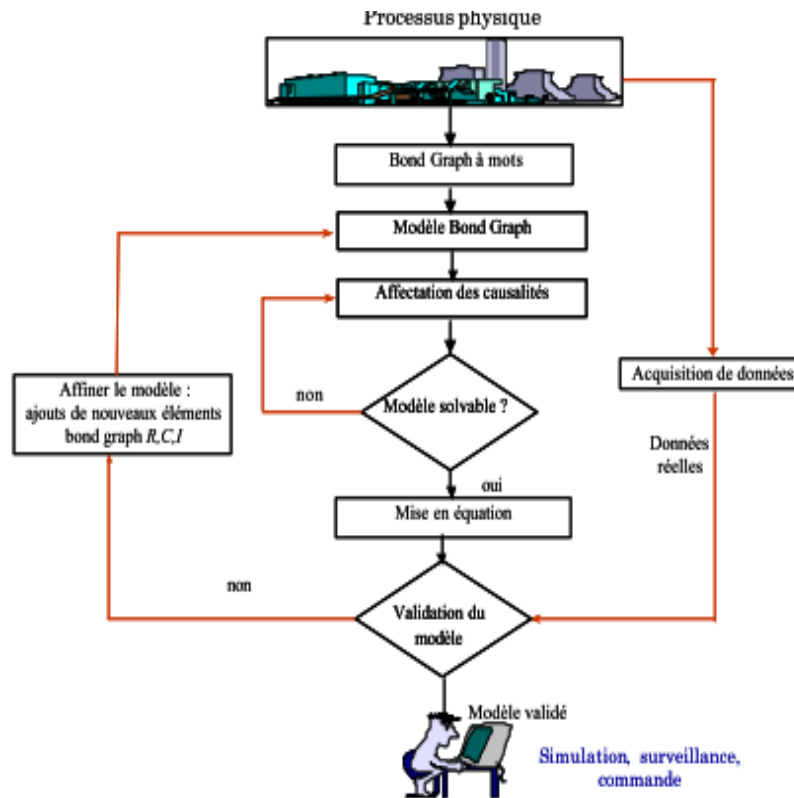 Processus physique
Bond Graph à mots
Modèle Bond Graph
Affectation des causalités
Affiner le modèle :
ajouts de nouveaux éléments
bond graph R,C,I
non
Modèle solvable ?
Acquisition de données
Données
réelles
oui
Mise en équation
non
Validation du
modèle
Modèle validé
Simulation, surveillance,
commande